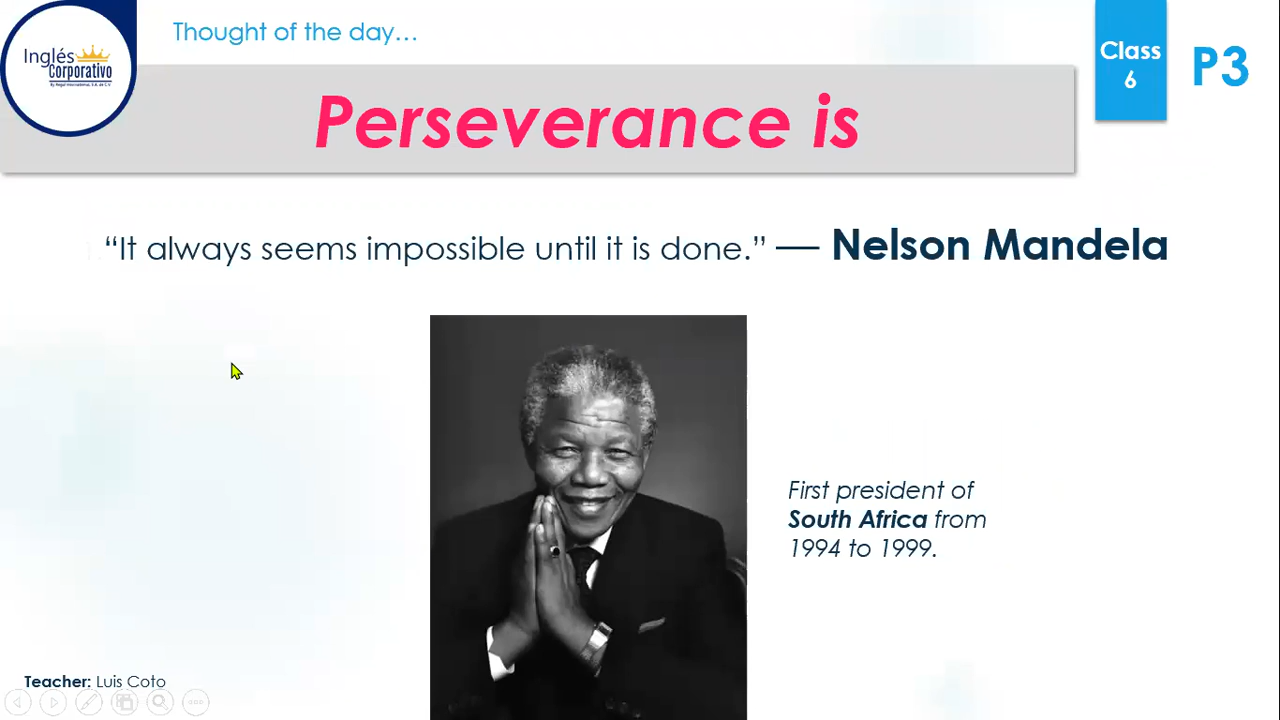 Thought of the day…
Inglés
Corporativo
Class
6
P3
Perseverance is
“It always seems impossible until it is done.” — Nelson Mandela
First president of
South Africa from
1994 to 1999.
Teacher: Luis Coto